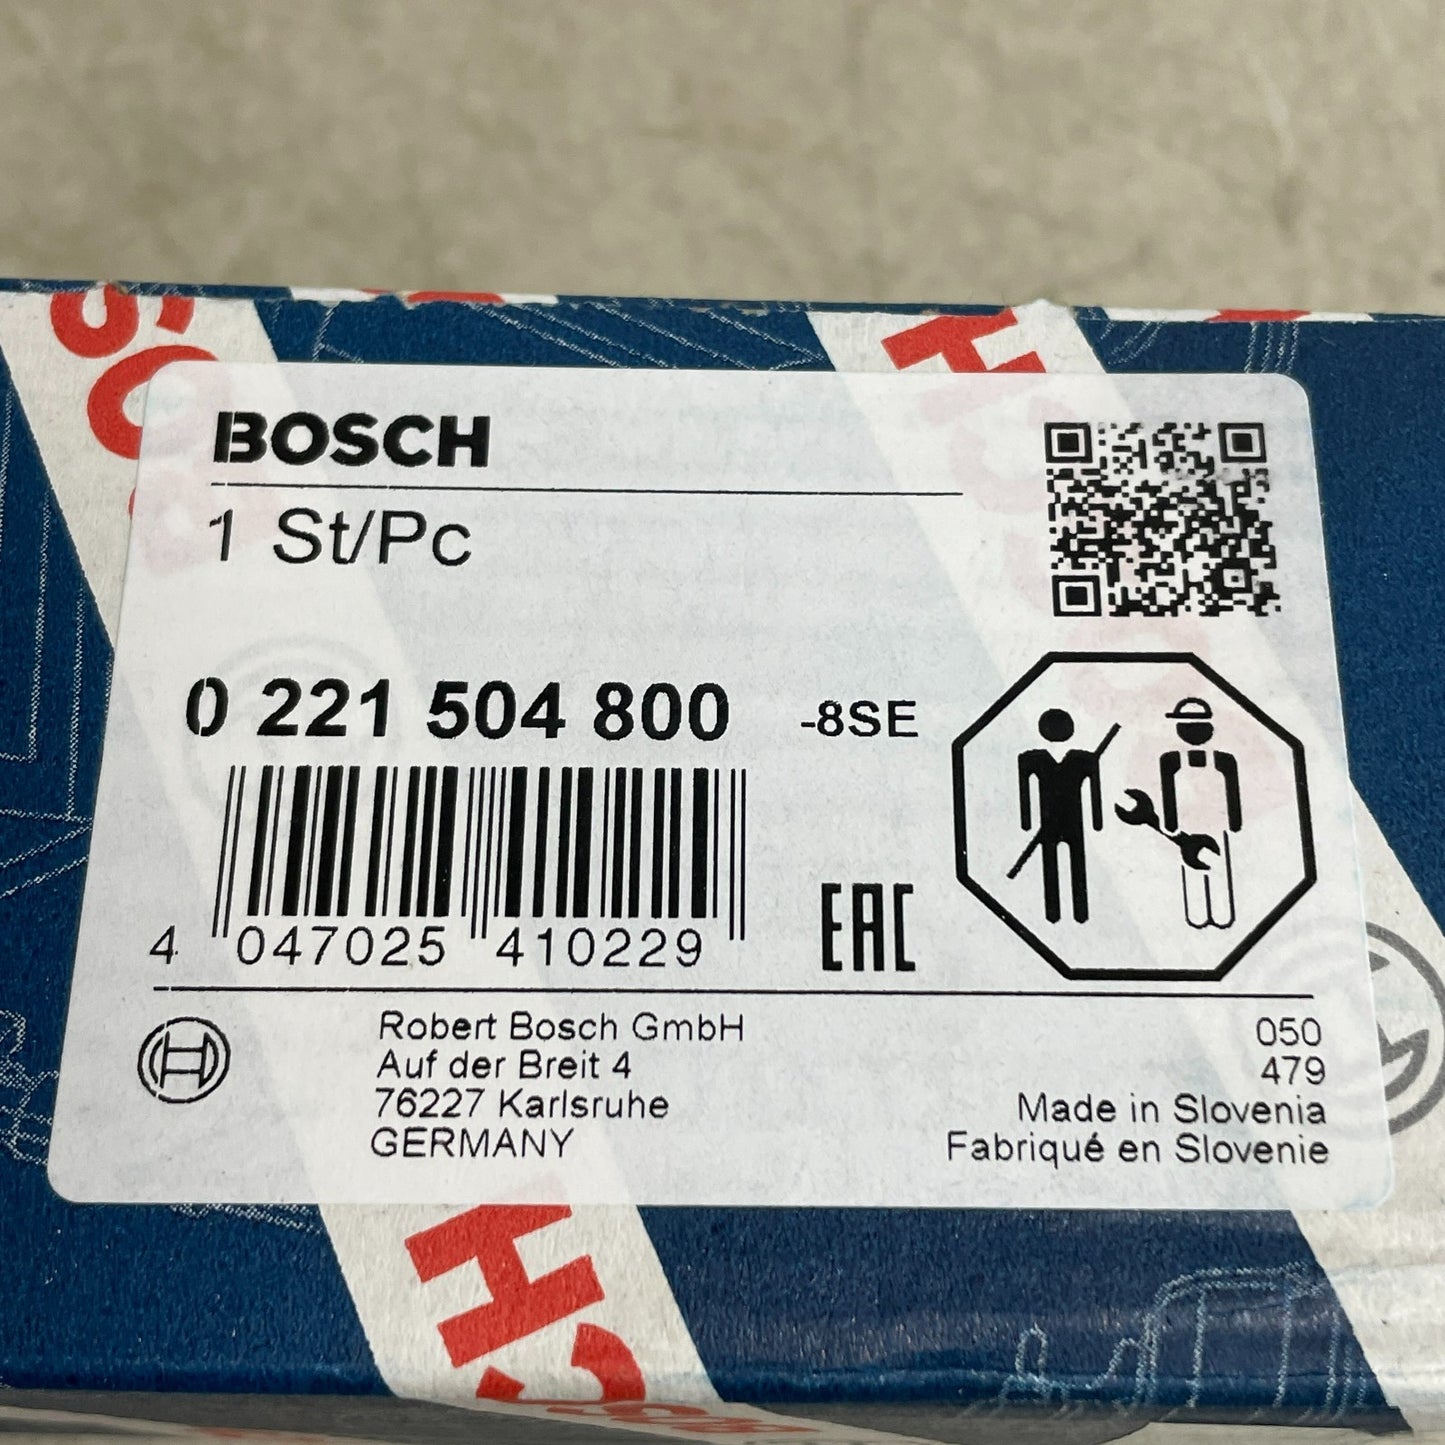 BOSCH
1 St/Pc
0 221 504 800 -8SE
4 047025 410229
EAC
Robert Bosch GmbH
Auf der Breit 4
76227 Karlsruhe
GERMANY
050
479
Made in Slovenia
Fabriqué en Slovenie